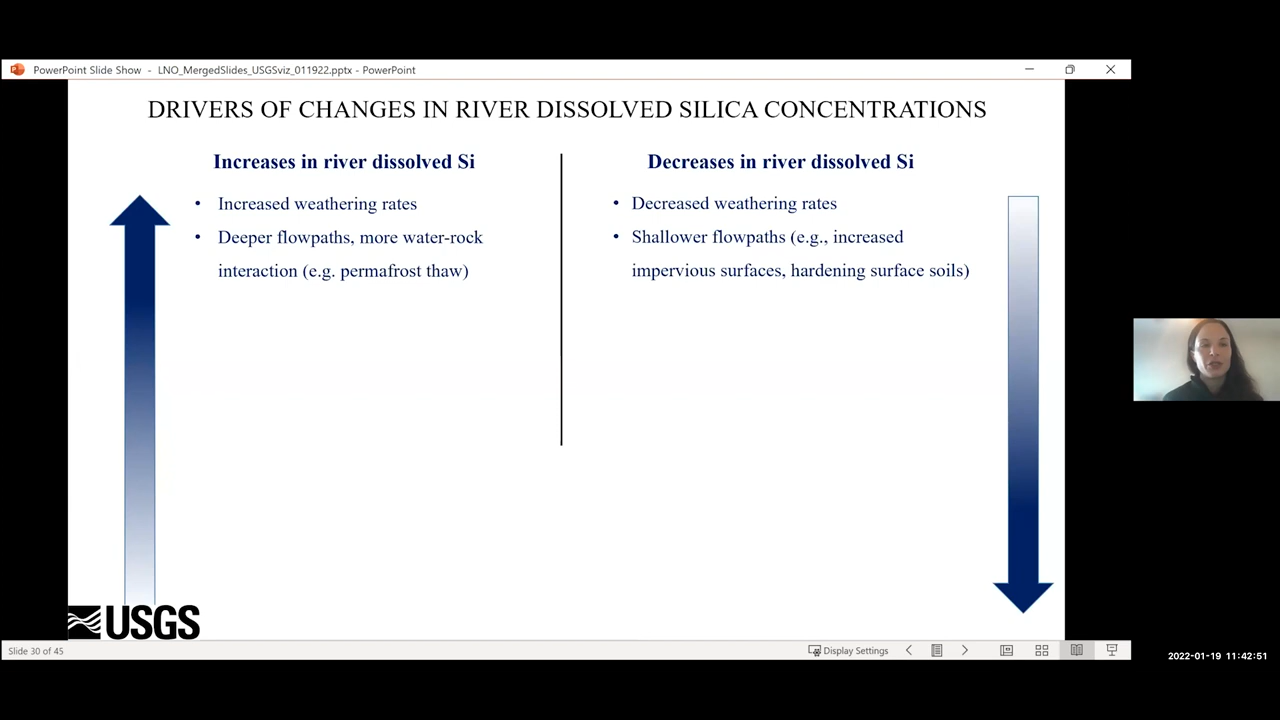 PowerPoint Slide Show - LNO_MergedSlides_USGSviz_011922.pptx - PowerPoint
DRIVERS OF CHANGES IN RIVER DISSOLVED SILICA CONCENTRATIONS
Increases in river dissolved Si
• Increased weathering rates
• Deeper flowpaths, more water-rock
interaction (e.g. permafrost thaw)
Decreases in river dissolved Si
• Decreased weathering rates
• Shallower flowpaths (e.g., increased
impervious surfaces, hardening surface soils)
USGS
Slide 30 of 45
Display Settings
2022-01-19 11:42:51